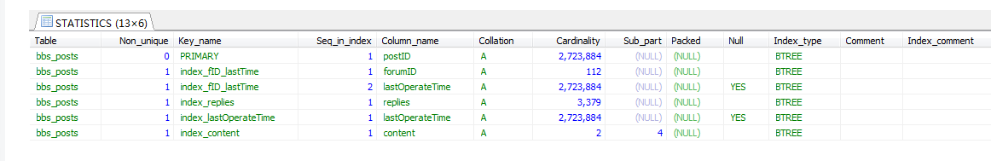 STATISTICS (13×6)
Table Non_unique Key_name Seq_in_index Column_name Collation Cardinality Sub_part Packed Null Index_type Comment Index_comment
bbs_posts 0 PRIMARY 1 postID A 2,723,884 (NULL) (NULL) BTREE
bbs_posts 1 index_fID_lastTime 1 forumID A 112 (NULL) (NULL) BTREE
bbs_posts 1 index_fID_lastTime 2 lastOperateTime A 2,723,884 (NULL) (NULL) YES BTREE
bbs_posts 1 index_replies 1 replies A 3,379 (NULL) (NULL) BTREE
bbs_posts 1 index_lastOperateTime 1 lastOperateTime A 2,723,884 (NULL) (NULL) YES BTREE
bbs_posts 1 index_content 1 content A 2 4 (NULL) BTREE